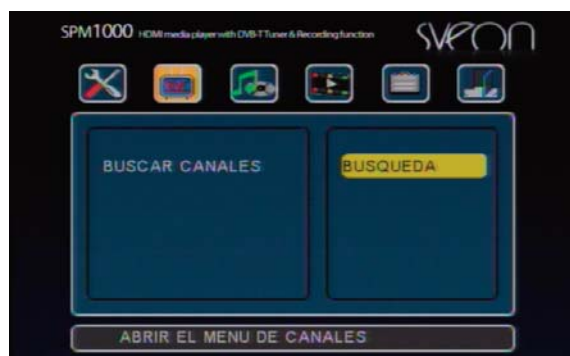 SPM1000 HDMI media player with DVB-T Tuner & Recording function
sveon
BUSCAR CANALES
BUSQUEDA
ABRIR EL MENU DE CANALES